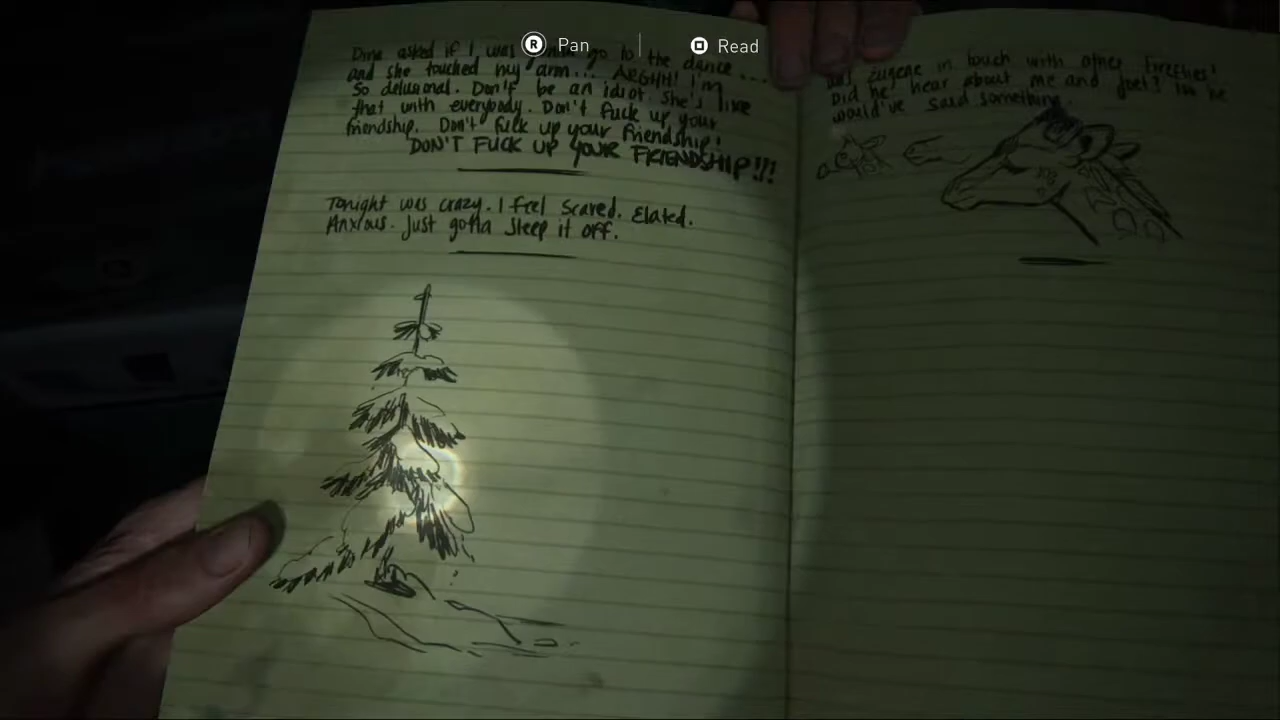 R Pan
Read
Dina asked if I was go to the dance...
and she touched my arm... ARGHH! I'm
so delusional. Don't be an idiot. She's like
that with everybody. Don't fuck up your
friendship. Don't fuck up your friendship!
DON'T FUCK UP YOUR FRIENDSHIP!!!
Tonight was crazy. I feel scared. Elated.
Anxious. Just gotta sleep it off.
Was Eugene in touch with other fireflies?
Did he hear about me and Joel? he
would've said something.